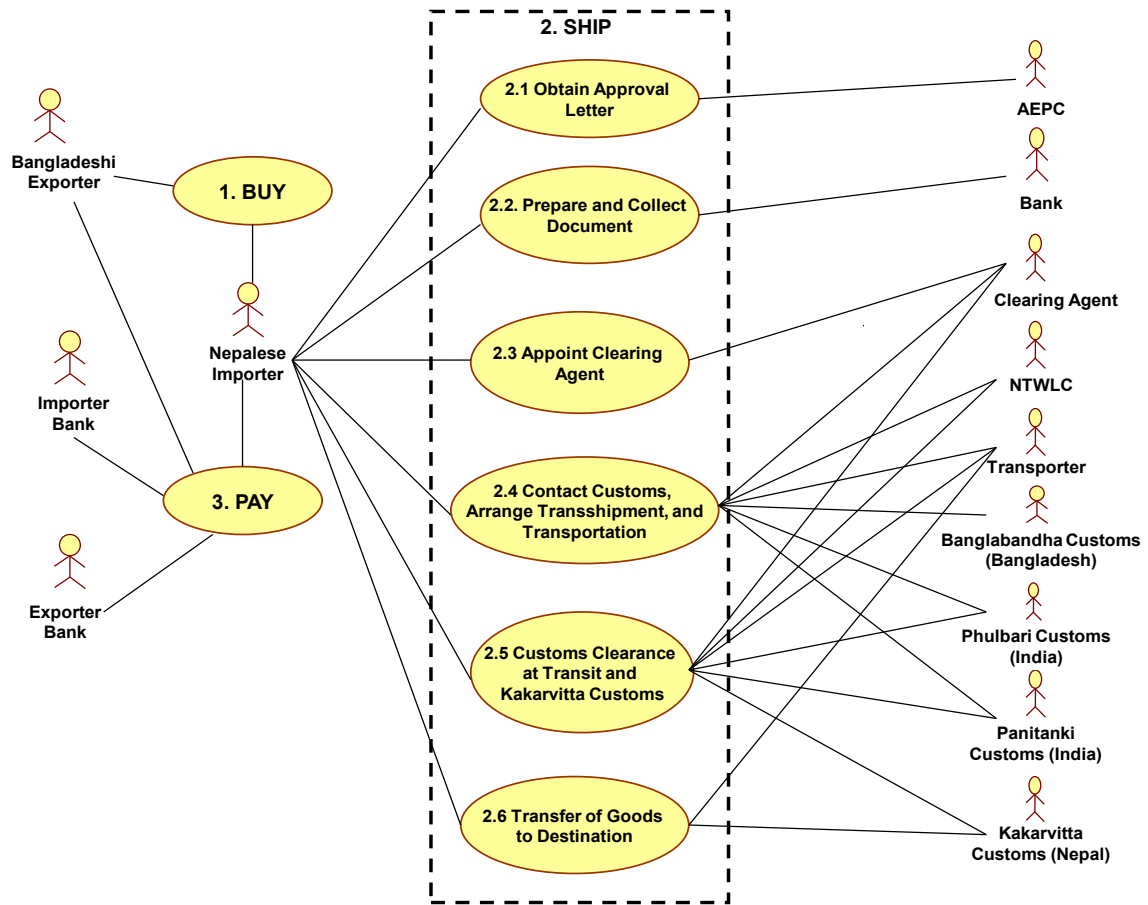 2. SHIP
2.1 Obtain Approval
Letter
AEPC
Bangladeshi
Exporter
1. BUY
2.2. Prepare and Collect
Document
Bank
Clearing Agent
Nepalese
Importer
2.3 Appoint Clearing
Agent
NTWLC
Importer
Bank
Transporter
3. PAY
2.4 Contact Customs,
Arrange Transshipment, and
Transportation
Banglabandha Customs
(Bangladesh)
Exporter
Bank
Phulbari Customs
(India)
2.5 Customs Clearance
at Transit and
Kakarvitta Customs
Panitanki
Customs (India)
2.6 Transfer of Goods
to Destination
Kakarvitta
Customs (Nepal)